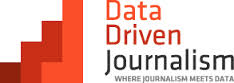 Data
Driven
Journalism
WHERE JOURNALISM MEETS DATA